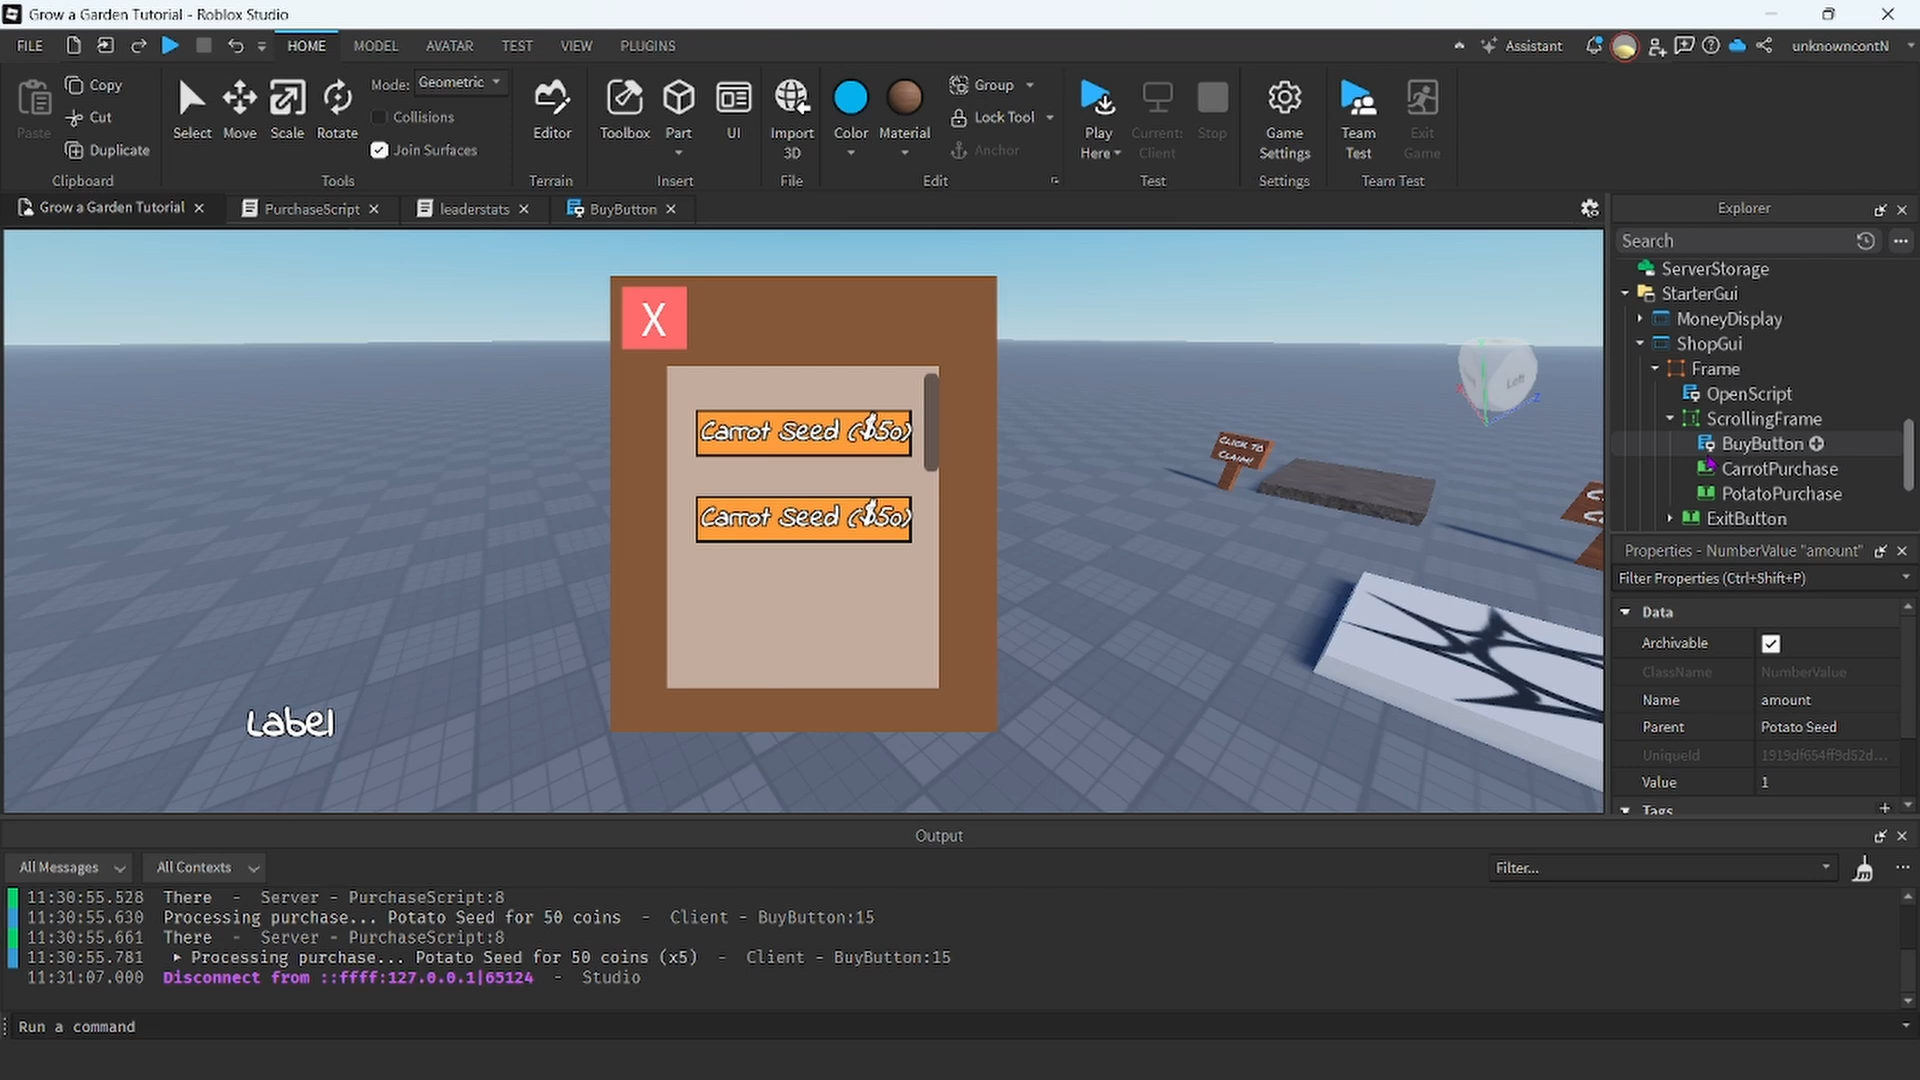 Grow a Garden Tutorial - Roblox Studio
FILE HOME MODEL AVATAR TEST VIEW PLUGINS Assistant unknowncontN
Paste Copy Cut Duplicate
Clipboard
Select Move Scale Rotate
Mode: Geometric
Collisions
Join Surfaces
Tools
Editor
Terrain
Toolbox Part UI
Insert
Import 3D
File
Color Material
Group
Lock Tool
Anchor
Edit
Play Here
Current: Client
Stop
Test
Game Settings
Settings
Team Test
Exit Game
Team Test
Grow a Garden Tutorial PurchaseScript leaderstats BuyButton
X
Carrot Seed ($50)
Carrot Seed ($50)
Label
CLICK TO
CLAIM!
Left
Explorer
Search
ServerStorage
StarterGui
MoneyDisplay
ShopGui
Frame
OpenScript
ScrollingFrame
BuyButton
CarrotPurchase
PotatoPurchase
ExitButton
Properties - NumberValue "amount"
Filter Properties (Ctrl+Shift+P)
Data
Archivable
ClassName NumberValue
Name amount
Parent Potato Seed
UniqueId 1919df654ff9d52d...
Value 1
Tags
Output
All Messages All Contexts Filter...
11:30:55.528 There - Server - PurchaseScript:8
11:30:55.630 Processing purchase... Potato Seed for 50 coins - Client - BuyButton:15
11:30:55.661 There - Server - PurchaseScript:8
11:30:55.781 Processing purchase... Potato Seed for 50 coins (x5) - Client - BuyButton:15
11:31:07.000 Disconnect from ::ffff:127.0.0.1|65124 - Studio
Run a command